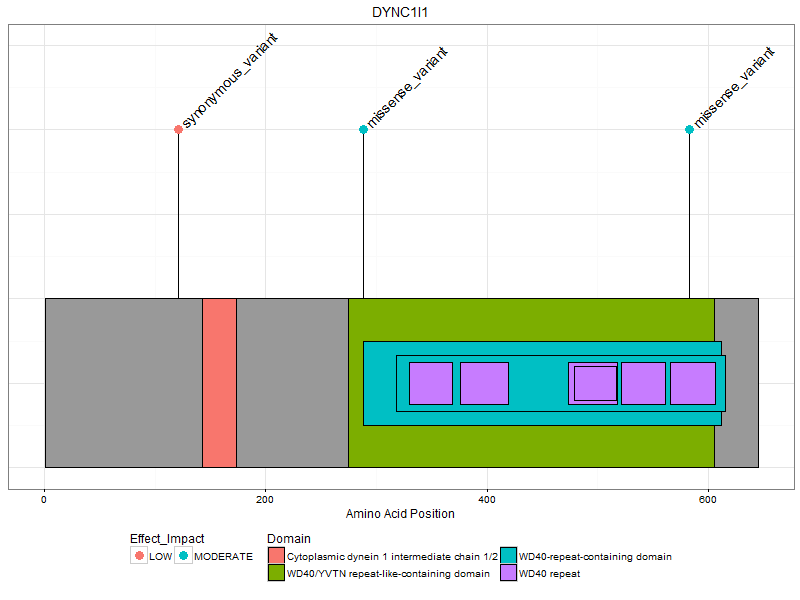 DYNC1I1
synonymous_variant
missense_variant
missense_variant
0 200 400 600
Amino Acid Position
Effect_Impact
LOW MODERATE
Domain
Cytoplasmic dynein 1 intermediate chain 1/2 WD40-repeat-containing domain
WD40/YVTN repeat-like-containing domain WD40 repeat